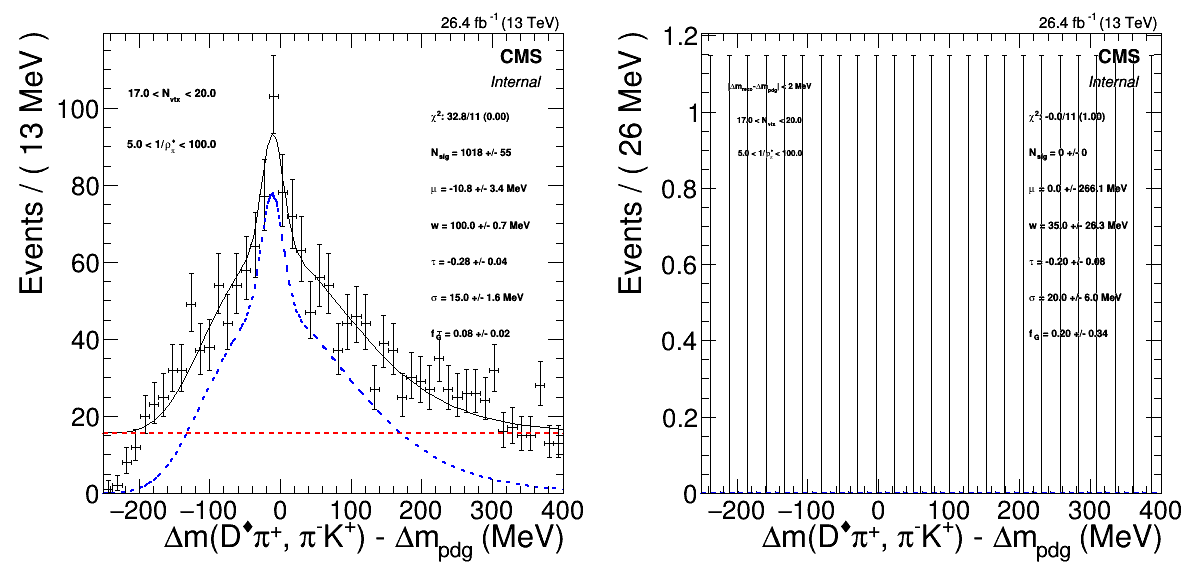 26.4 fb⁻¹ (13 TeV)
CMS
Internal
17.0 < N_vtx < 20.0
5.0 < 1/ρ_π^♦ < 100.0
χ²: 32.8/11 (0.00)
N_sig = 1018 +/- 55
μ = -10.8 +/- 3.4 MeV
w = 100.0 +/- 0.7 MeV
τ = -0.28 +/- 0.04
σ = 15.0 +/- 1.6 MeV
f_G = 0.08 +/- 0.02
Events / ( 13 MeV )
100
80
60
40
20
0
−200 −100 0 100 200 300 400
Δm(D♦π⁺, π⁻K⁺) - Δm_pdg (MeV)
26.4 fb⁻¹ (13 TeV)
CMS
Internal
|Δm_reco-Δm_pdg| < 2 MeV
17.0 < N_vtx < 20.0
5.0 < 1/ρ_π^♦ < 100.0
χ²: -0.0/11 (1.00)
N_sig = 0 +/- 0
μ = 0.0 +/- 266.1 MeV
w = 35.0 +/- 26.3 MeV
τ = -0.20 +/- 0.08
σ = 20.0 +/- 6.0 MeV
f_G = 0.20 +/- 0.34
Events / ( 26 MeV )
1.2
1
0.8
0.6
0.4
0.2
0
−200 −100 0 100 200 300 400
Δm(D♦π⁺, π⁻K⁺) - Δm_pdg (MeV)